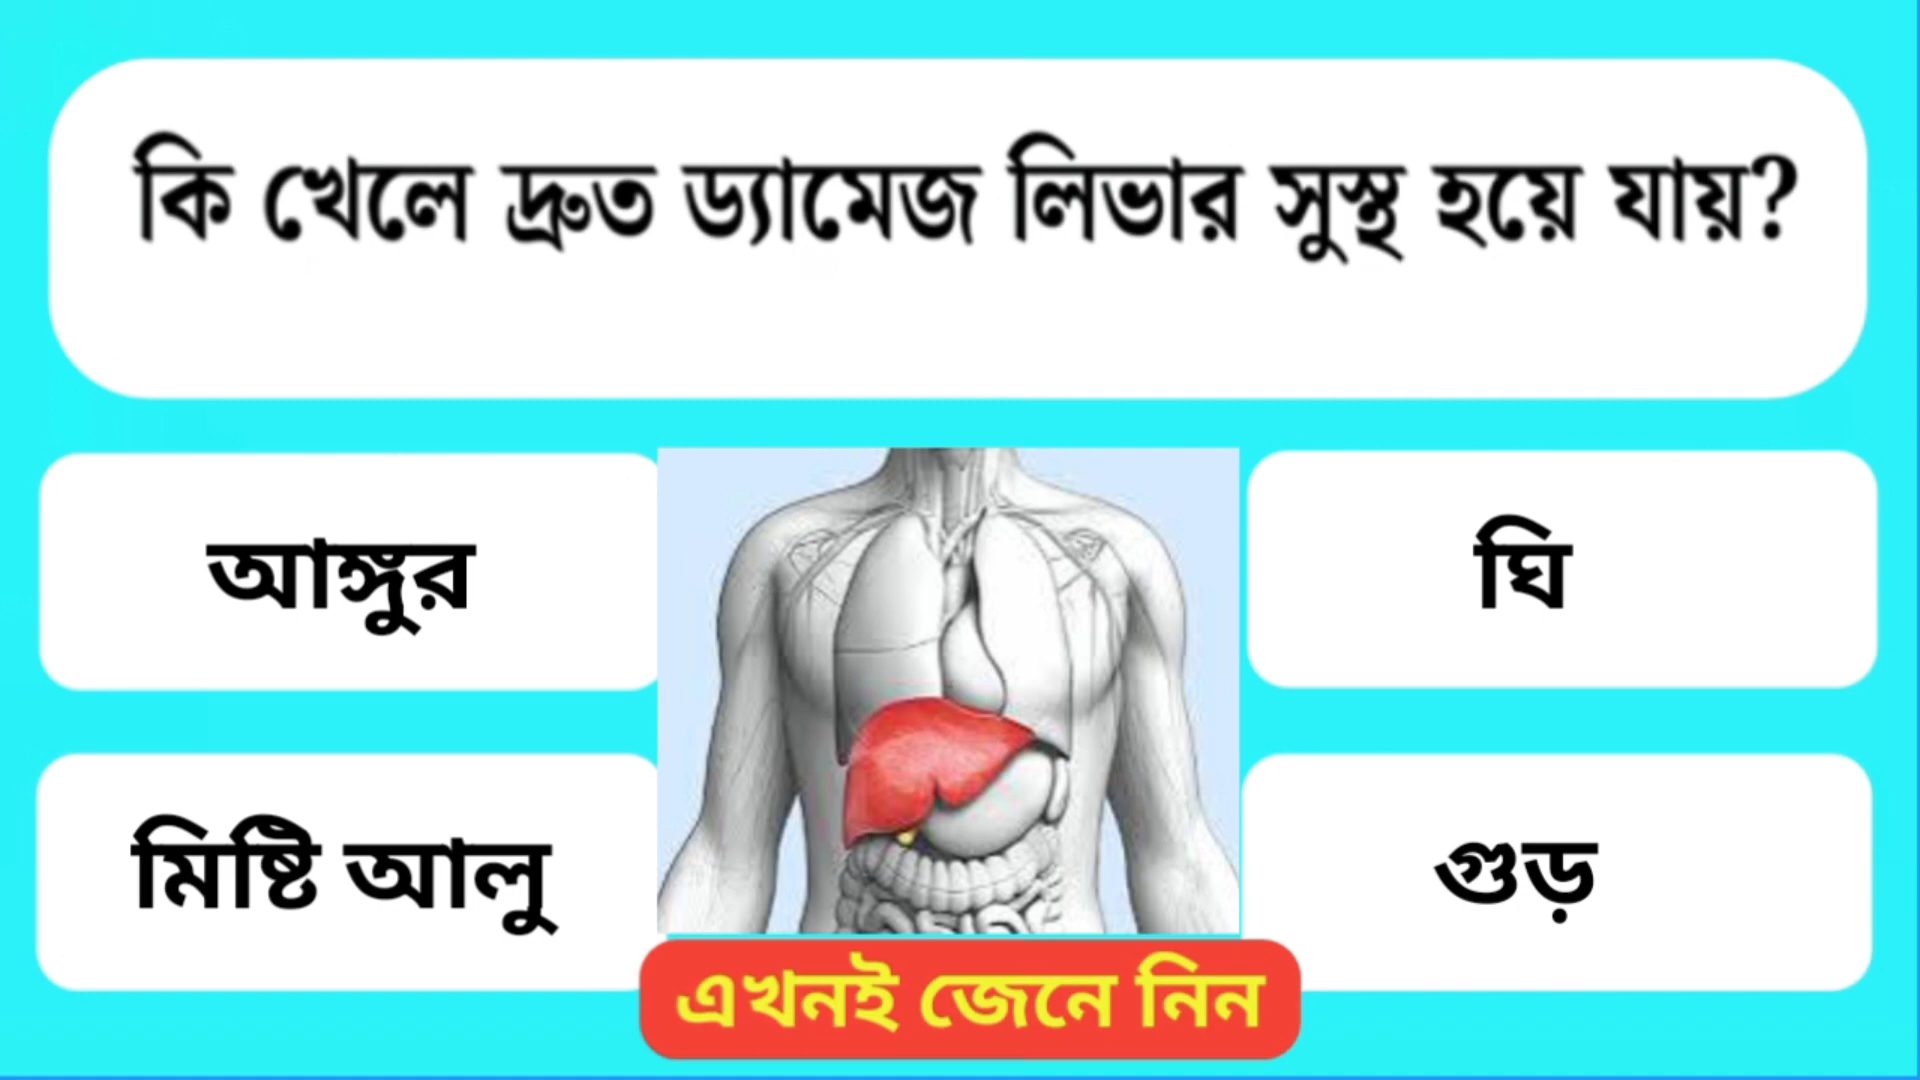 কি খেলে দ্রুত ড্যামেজ লিভার সুস্থ হয়ে যায়?
আঙ্গুর
ঘি
মিষ্টি আলু
গুড়
এখনই জেনে নিন